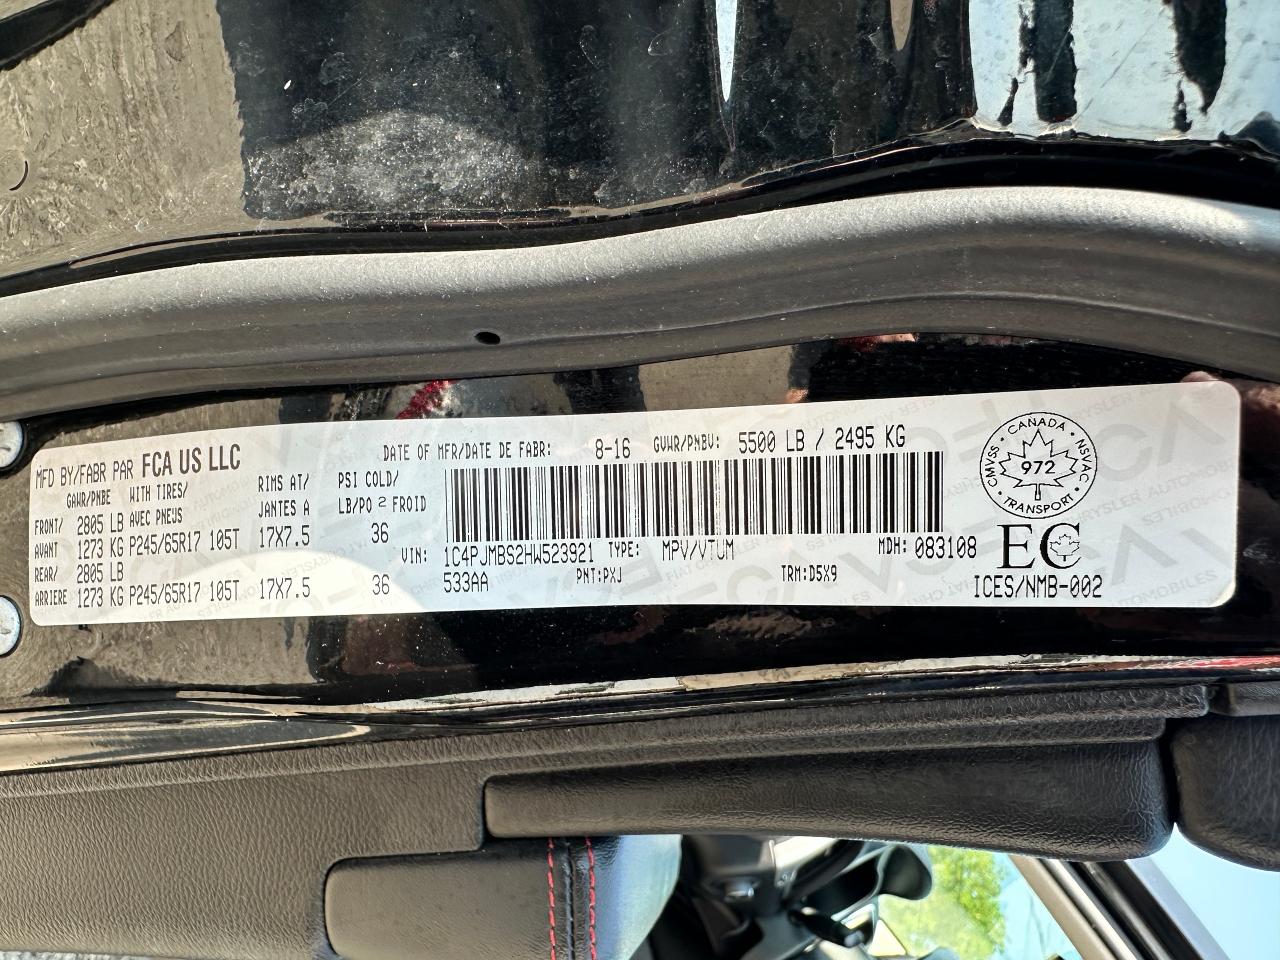 MFD BY/FABR PAR FCA US LLC
DATE OF MFR/DATE DE FABR: 8-16 GVWR/PNBV: 5500 LB / 2495 KG
GAWR/PNBE WITH TIRES/ RIMS AT/ PSI COLD/
AVEC PNEUS JANTES A LB/PO 2 FROID
FRONT/ 2805 LB
AVANT 1273 KG P245/65R17 105T 17X7.5 36
REAR/ 2805 LB
ARRIERE 1273 KG P245/65R17 105T 17X7.5 36
VIN: 1C4PJMBS2HW523921 TYPE: MPV/VTUM MDH: 083108
533AA PNT:PXJ TRM:D5X9
CANADA
CMVSS 972 NSVAC
TRANSPORT
EC
ICES/NMB-002